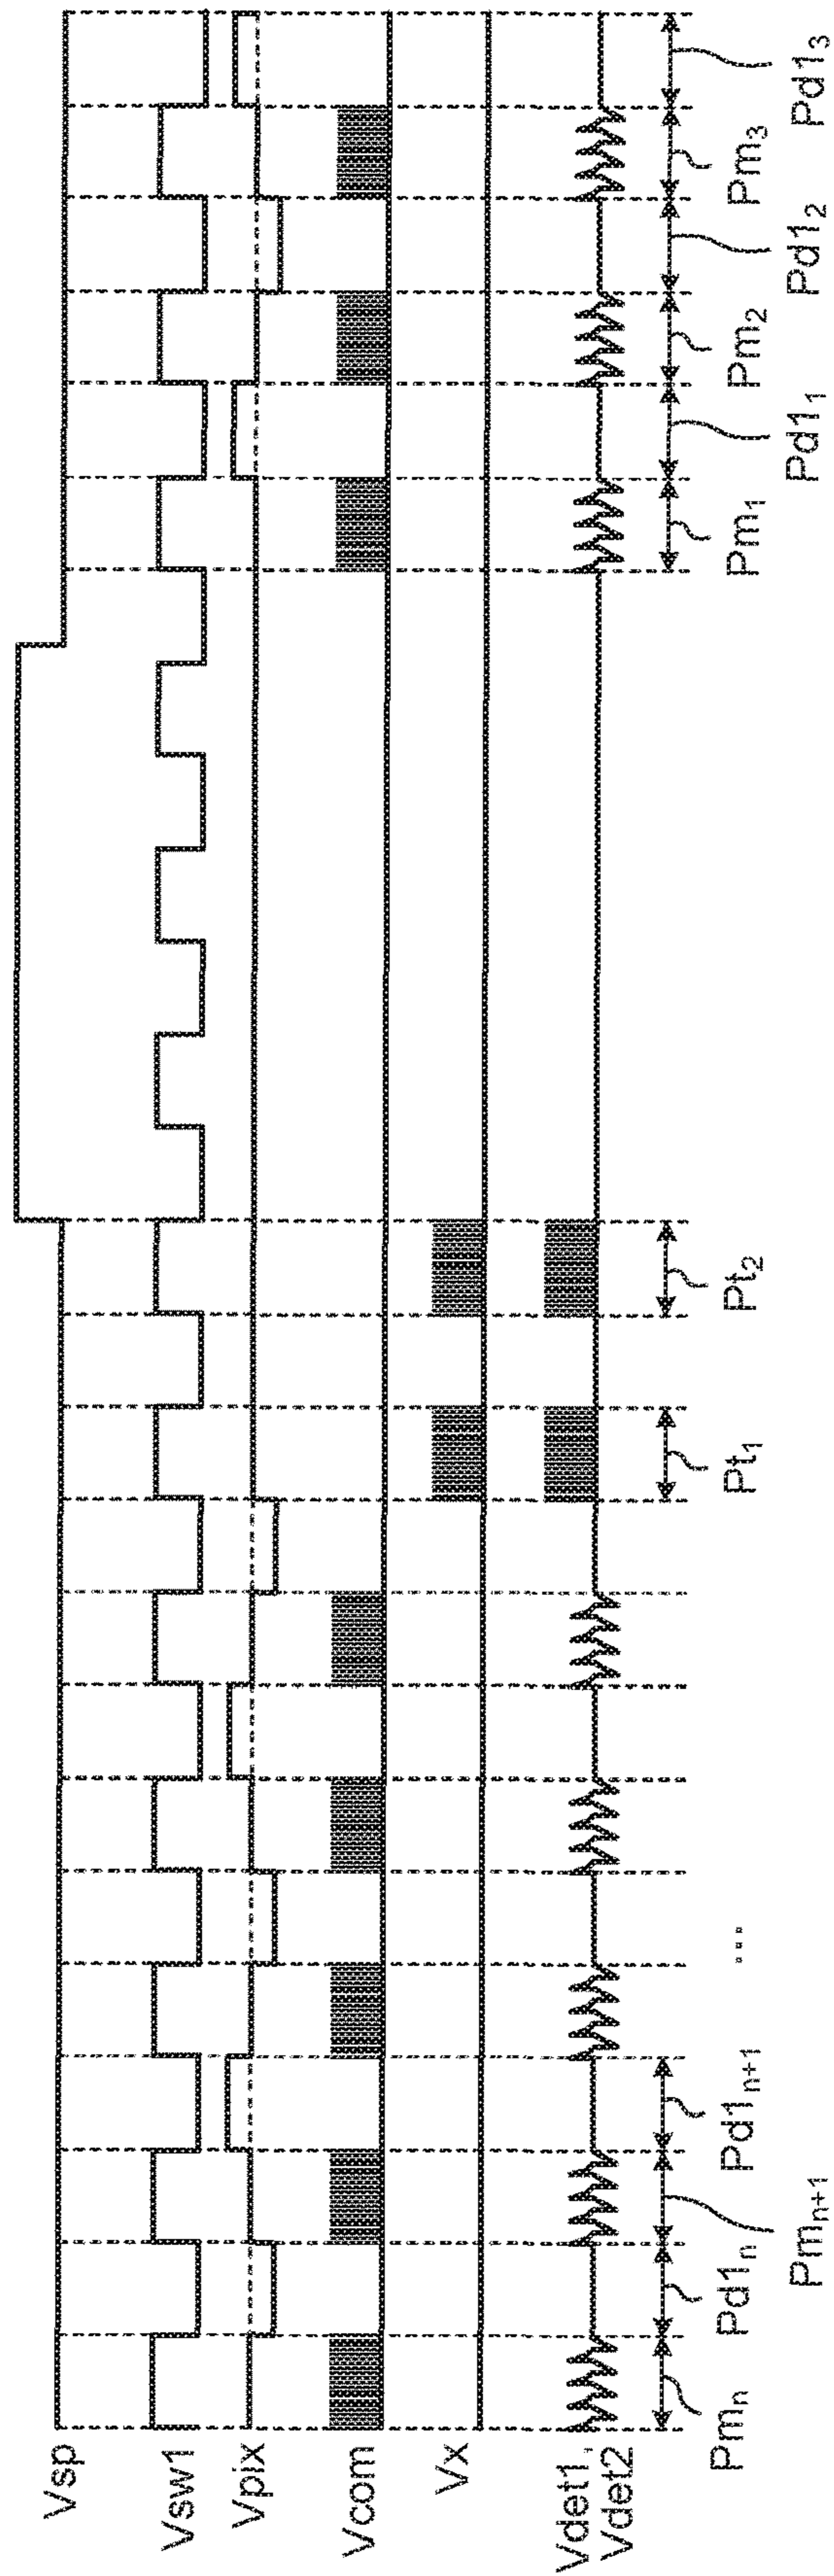 Vsp
Vsw1
Vpix
Vcom
Vx
Vdet1,
Vdet2
Pmₙ
Pd1ₙ
Pmₙ₊₁
Pd1ₙ₊₁
...
Pt₁
Pt₂
Pm₁
Pd1₁
Pm₂
Pd1₂
Pm₃
Pd1₃